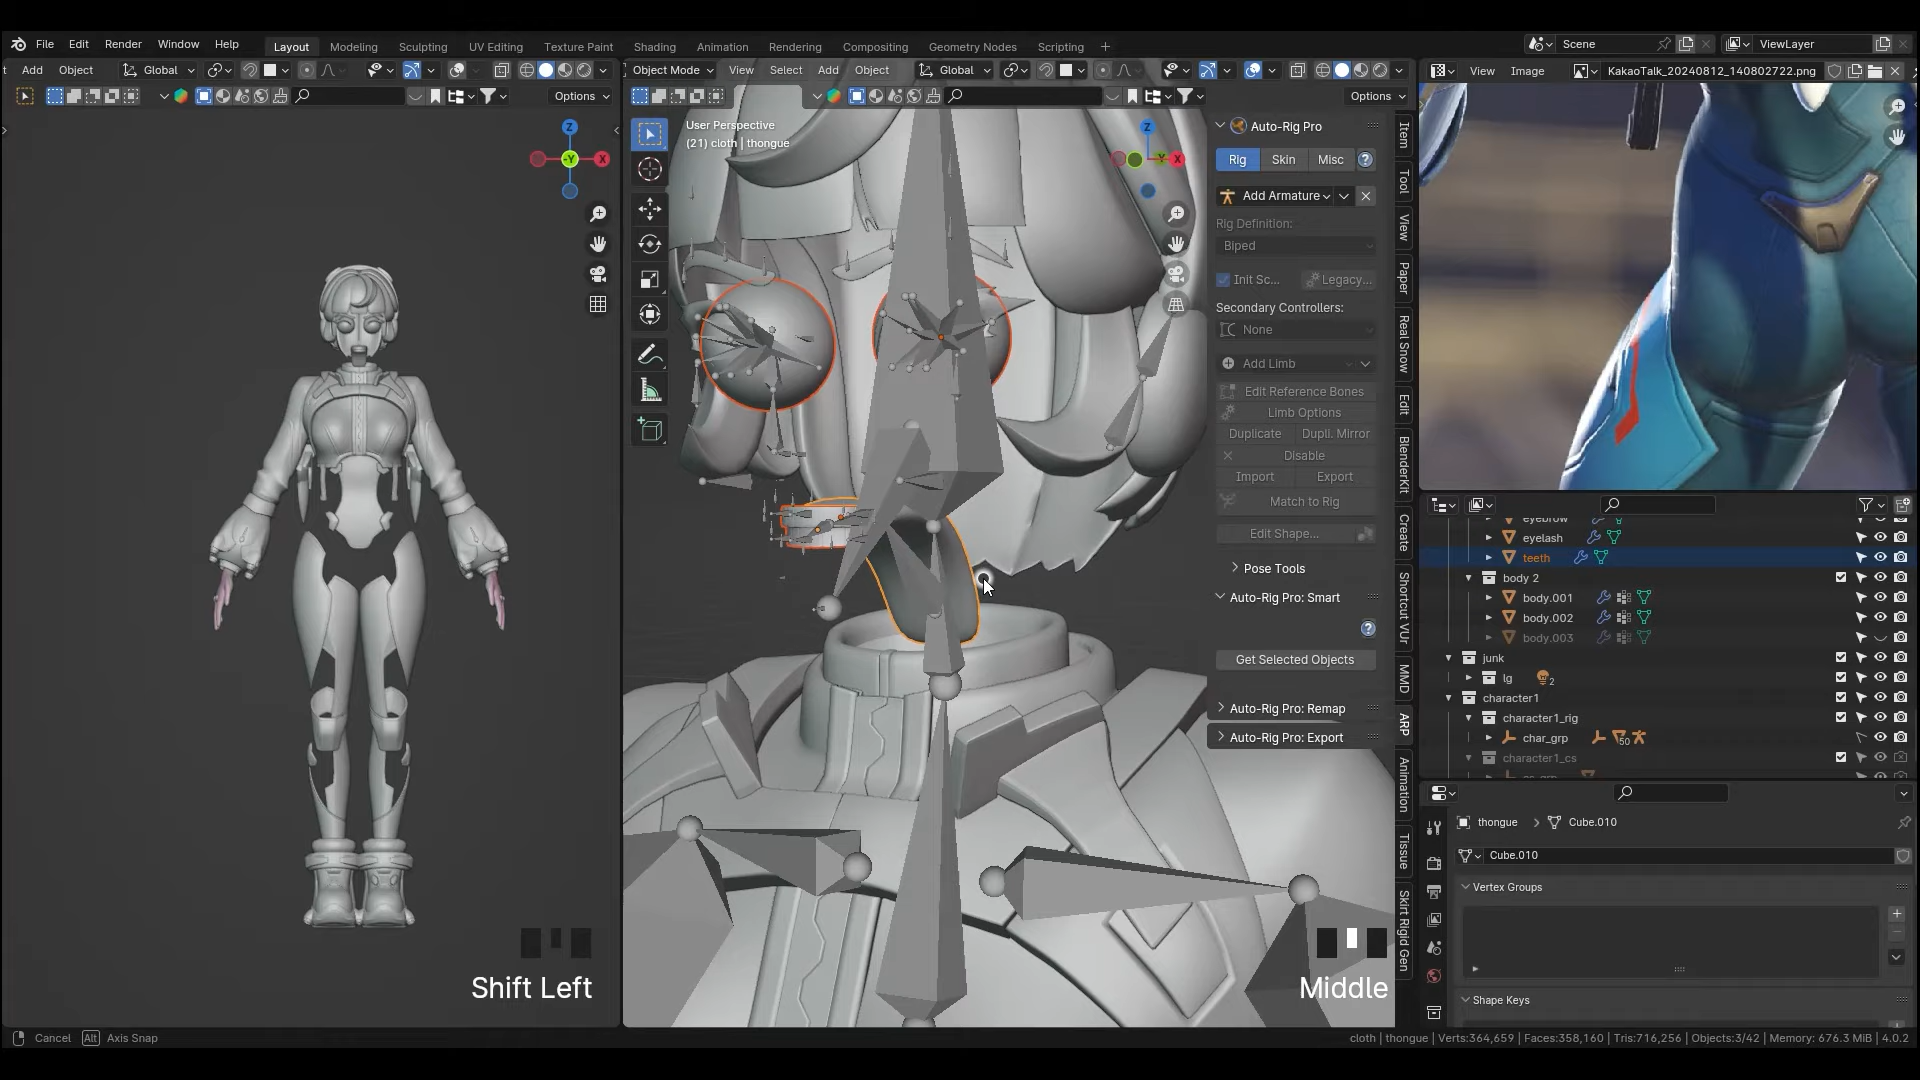 File Edit Render Window Help Layout Modeling Sculpting UV Editing Texture Paint Shading Animation Rendering Compositing Geometry Nodes Scripting + Scene ViewLayer
Add Object Global
Object Mode View Select Add Object Global
View Image KakaoTalk_20240812_140802722.png
Options
Options
User Perspective
(21) cloth | thongue
Z
-Y
X
Z
Y
X
Auto-Rig Pro
Rig Skin Misc ?
Add Armature
Rig Definition:
Biped
Init Sc... Legacy...
Secondary Controllers:
None
Add Limb
Edit Reference Bones
Limb Options
Duplicate Dupli. Mirror
Disable
Import Export
Match to Rig
Edit Shape...
Pose Tools
Auto-Rig Pro: Smart
?
Get Selected Objects
Auto-Rig Pro: Remap
Auto-Rig Pro: Export
Item
Tool
View
Paper
Real Snow
Edit
BlenderKit
Create
Shortcut VUr
MMD
ARP
Animation
Tissue
Skirt Rigid Gen
eyebrow
eyelash
teeth
body 2
body.001
body.002
body.003
junk
lg 2
character1
character1_rig
char_grp 50
character1_cs
thongue > Cube.010
Cube.010
Vertex Groups
Shape Keys
Shift Left
Middle
Cancel Alt Axis Snap
cloth | thongue | Verts:364,659 | Faces:358,160 | Tris:716,256 | Objects:3/42 | Memory: 676.3 MiB | 4.0.2